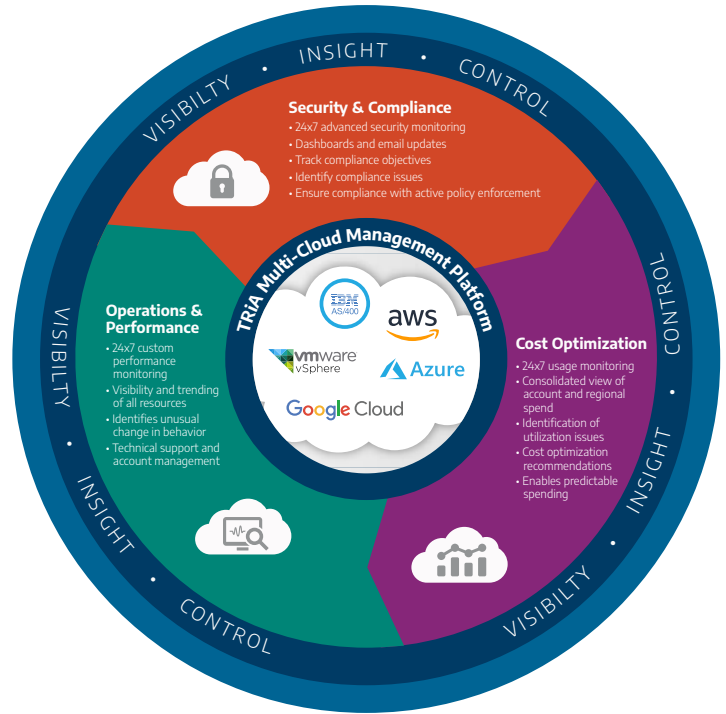 VISIBILTY • INSIGHT • CONTROL
Security & Compliance
• 24x7 advanced security monitoring
• Dashboards and email updates
• Track compliance objectives
• Identify compliance issues
• Ensure compliance with active policy enforcement
TRiA Multi-Cloud Management Platform
IBM
AS/400
aws
vmware
vSphere
Azure
Google Cloud
Operations &
Performance
• 24x7 custom
performance
monitoring
• Visibility and trending
of all resources
• Identifies unusual
change in behavior
• Technical support and
account management
Cost Optimization
• 24x7 usage monitoring
• Consolidated view of
account and regional
spend
• Identification of
utilization issues
• Cost optimization
recommendations
• Enables predictable
spending
VISIBILTY • INSIGHT • CONTROL
VISIBILTY • INSIGHT • CONTROL